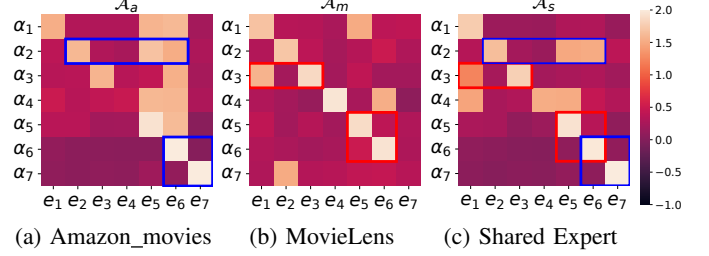 𝒜ₐ
𝒜ₘ
𝒜ₛ
α₁
α₂
α₃
α₄
α₅
α₆
α₇
e₁ e₂ e₃ e₄ e₅ e₆ e₇
α₁
α₂
α₃
α₄
α₅
α₆
α₇
e₁ e₂ e₃ e₄ e₅ e₆ e₇
α₁
α₂
α₃
α₄
α₅
α₆
α₇
e₁ e₂ e₃ e₄ e₅ e₆ e₇
2.0
1.5
1.0
0.5
0.0
−0.5
−1.0
(a) Amazon_movies
(b) MovieLens
(c) Shared Expert